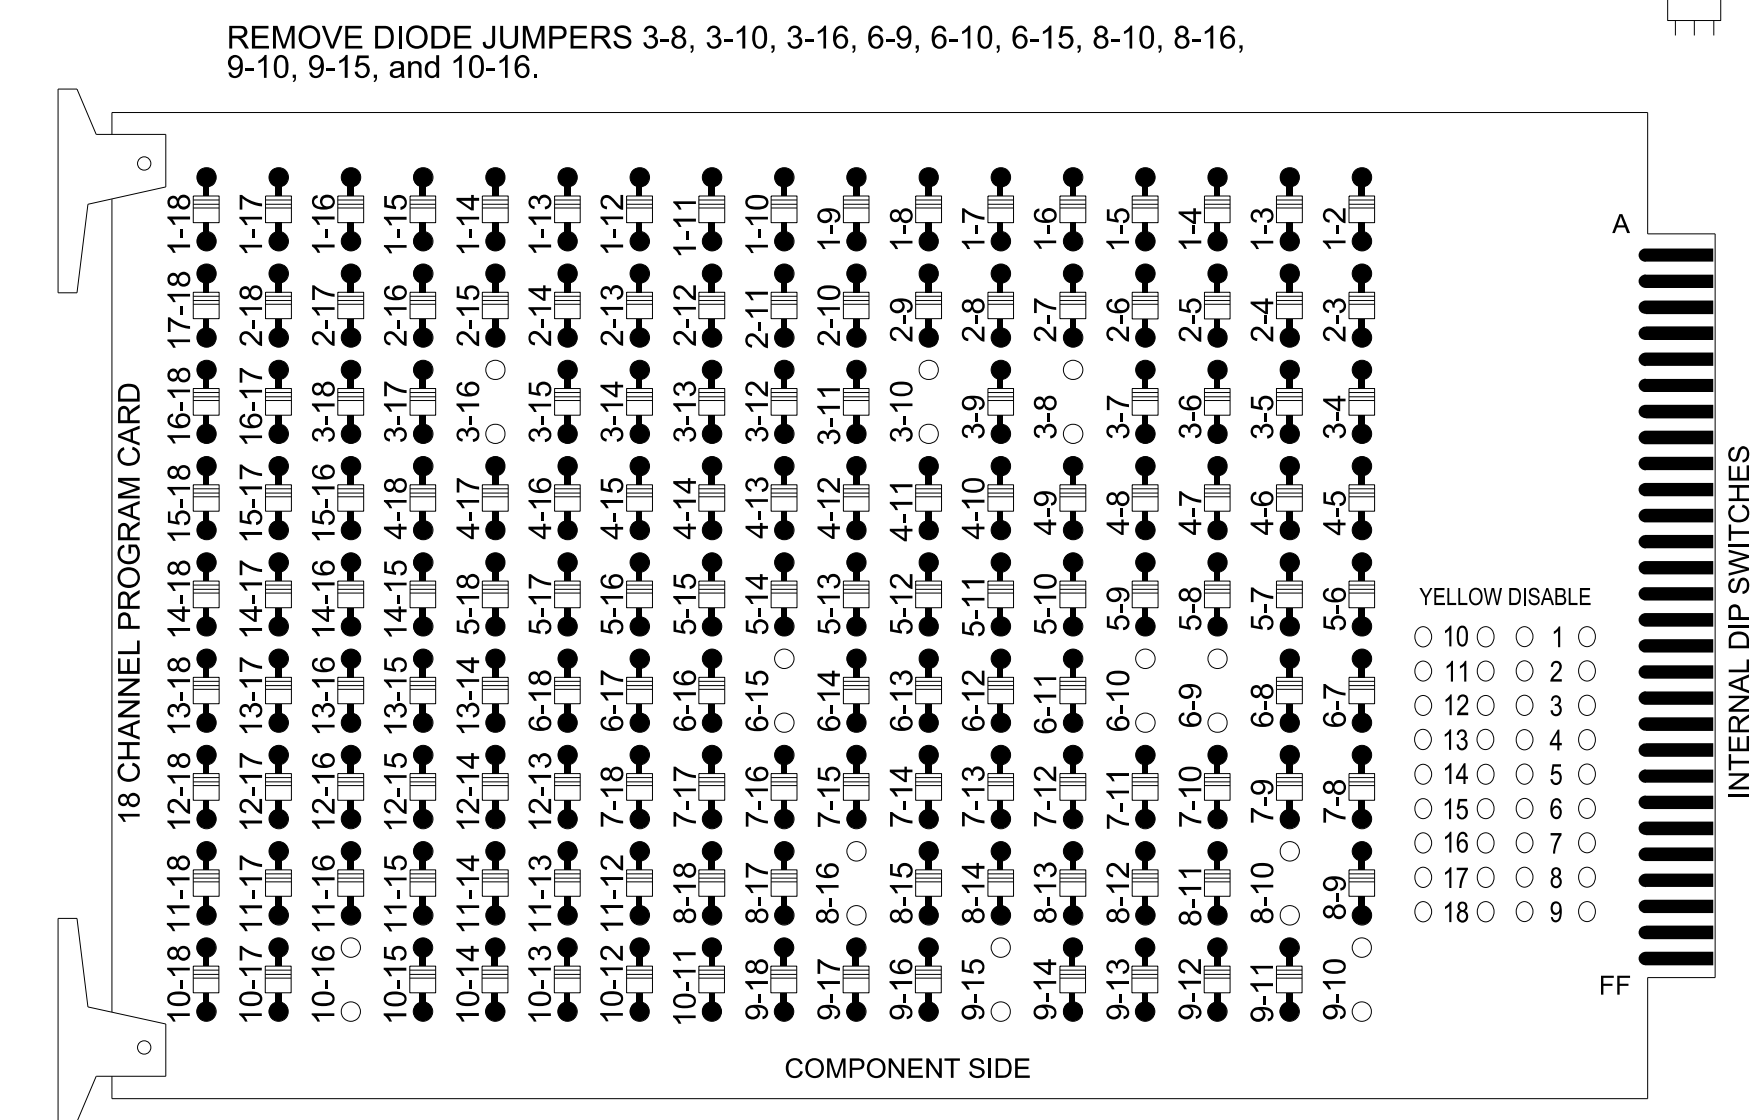 REMOVE DIODE JUMPERS 3-8, 3-10, 3-16, 6-9, 6-10, 6-15, 8-10, 8-16,
9-10, 9-15, and 10-16.
1-18 1-17 1-16 1-15 1-14 1-13 1-12 1-11 1-10 1-9 1-8 1-7 1-6 1-5 1-4 1-3 1-2
A
17-18 2-18 2-17 2-16 2-15 2-14 2-13 2-12 2-11 2-10 2-9 2-8 2-7 2-6 2-5 2-4 2-3
16-18 16-17 3-18 3-17 3-16 3-15 3-14 3-13 3-12 3-11 3-10 3-9 3-8 3-7 3-6 3-5 3-4
15-18 15-17 15-16 4-18 4-17 4-16 4-15 4-14 4-13 4-12 4-11 4-10 4-9 4-8 4-7 4-6 4-5
14-18 14-17 14-16 14-15 5-18 5-17 5-16 5-15 5-14 5-13 5-12 5-11 5-10 5-9 5-8 5-7 5-6
13-18 13-17 13-16 13-15 13-14 6-18 6-17 6-16 6-15 6-14 6-13 6-12 6-11 6-10 6-9 6-8 6-7
12-18 12-17 12-16 12-15 12-14 12-13 7-18 7-17 7-16 7-15 7-14 7-13 7-12 7-11 7-10 7-9 7-8
11-18 11-17 11-16 11-15 11-14 11-13 11-12 8-18 8-17 8-16 8-15 8-14 8-13 8-12 8-11 8-10 8-9
10-18 10-17 10-16 10-15 10-14 10-13 10-12 10-11 9-18 9-17 9-16 9-15 9-14 9-13 9-12 9-11 9-10
18 CHANNEL PROGRAM CARD
YELLOW DISABLE
10 1
11 2
12 3
13 4
14 5
15 6
16 7
17 8
18 9
FF
INTERNAL DIP SWITCHES
COMPONENT SIDE